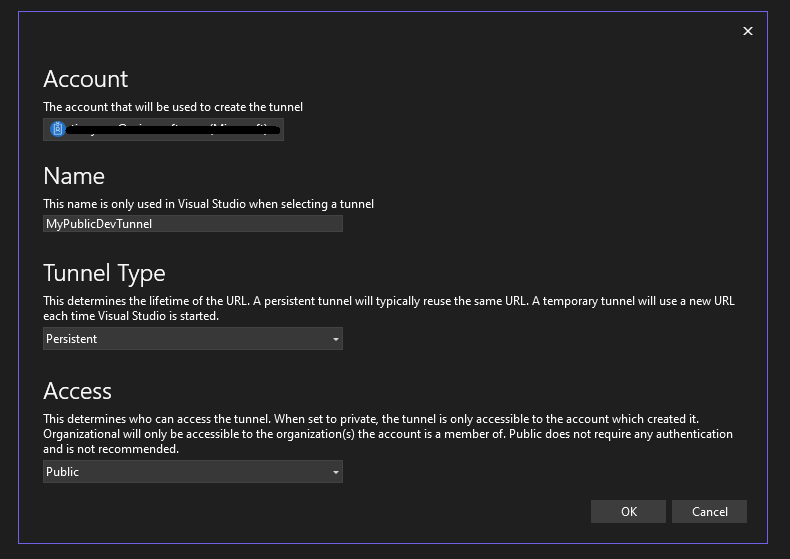 Account
The account that will be used to create the tunnel
Name
This name is only used in Visual Studio when selecting a tunnel
MyPublicDevTunnel
Tunnel Type
This determines the lifetime of the URL. A persistent tunnel will typically reuse the same URL. A temporary tunnel will use a new URL
each time Visual Studio is started.
Persistent
Access
This determines who can access the tunnel. When set to private, the tunnel is only accessible to the account which created it.
Organizational will only be accessible to the organization(s) the account is a member of. Public does not require any authentication
and is not recommended.
Public
OK
Cancel